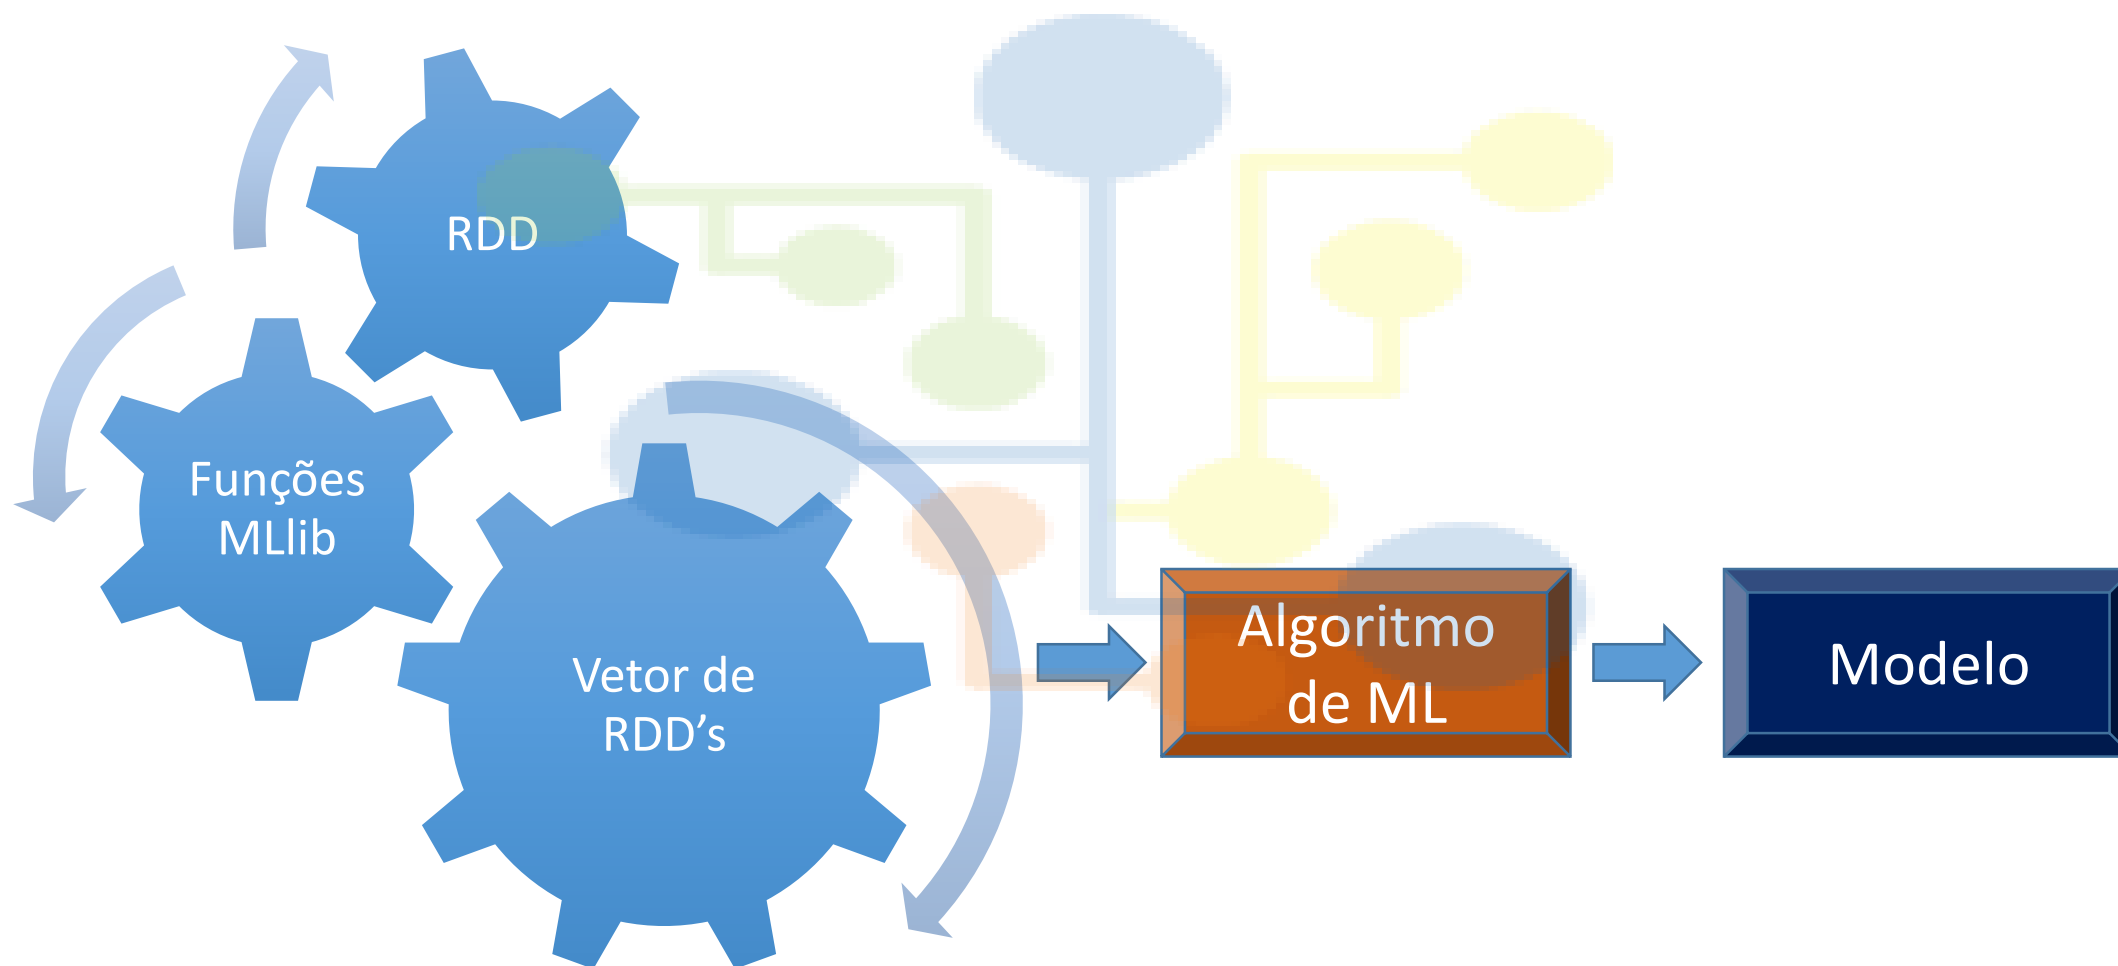 RDD
Funções
MLlib
Vetor de
RDD’s
Algoritmo
de ML
Modelo